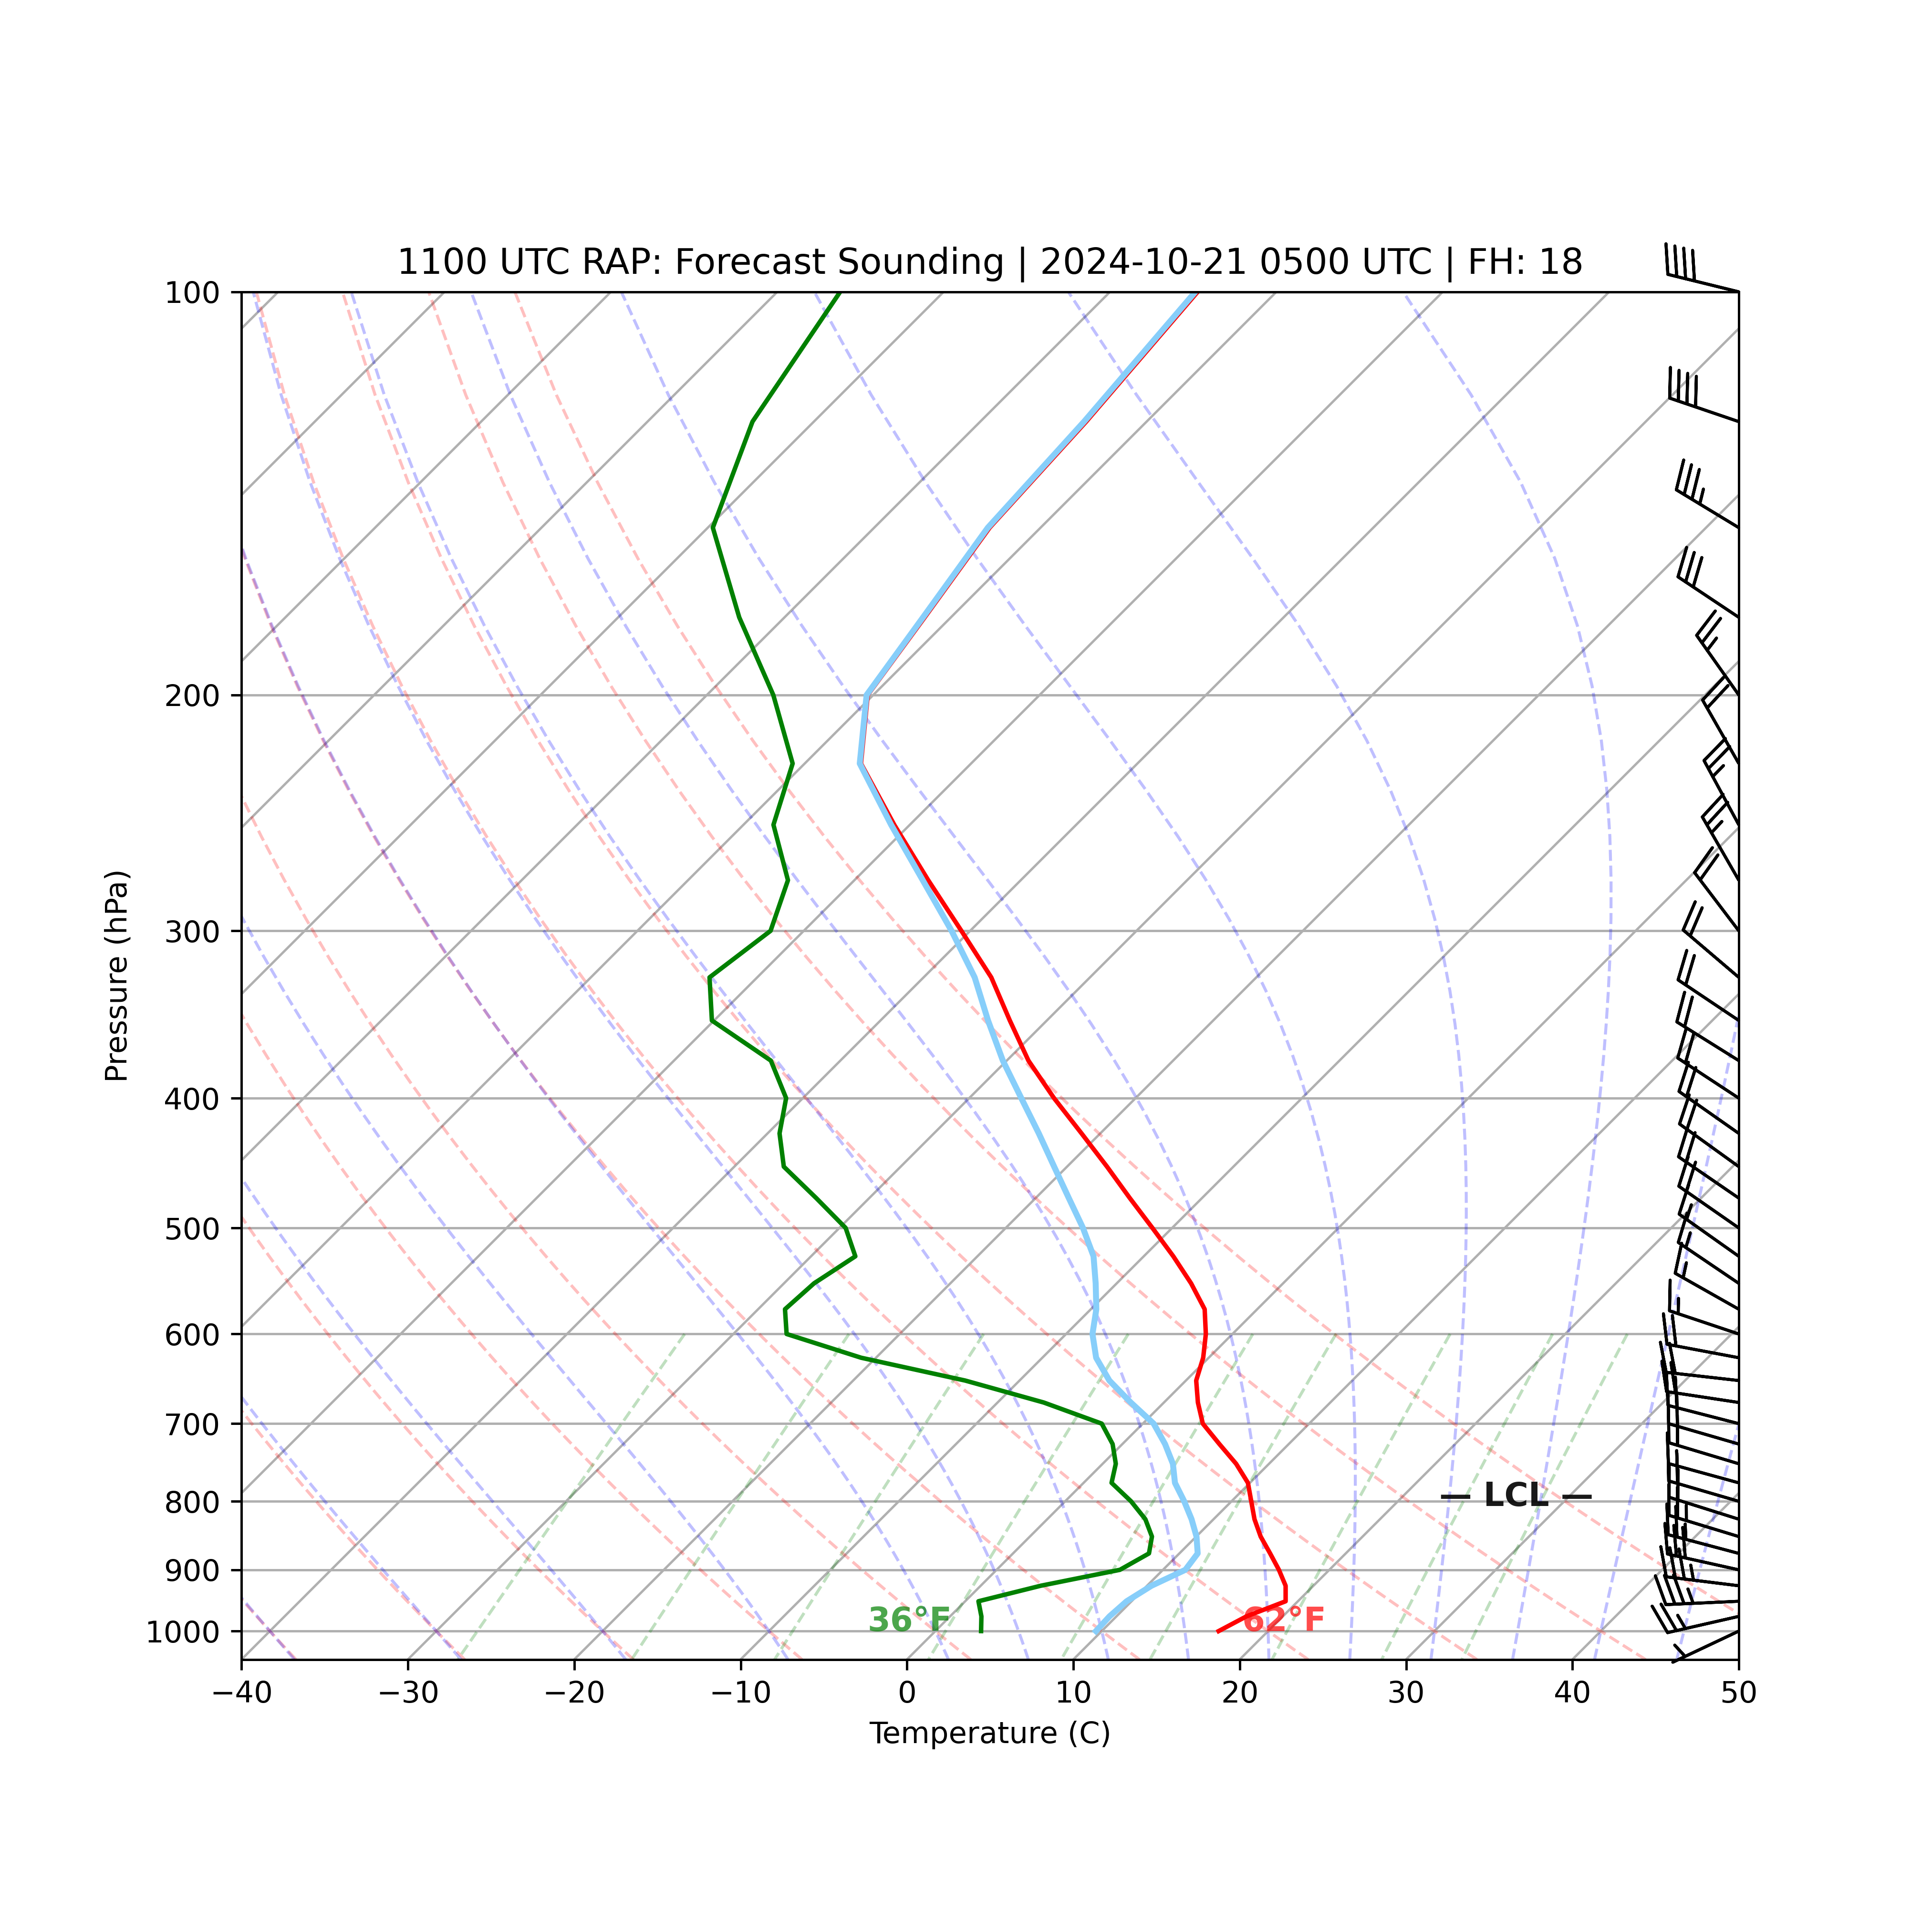 1100 UTC RAP: Forecast Sounding | 2024-10-21 0500 UTC | FH: 18
100
200
300
400
500
600
700
800
900
1000
Pressure (hPa)
— LCL —
36°F
62°F
−40 −30 −20 −10 0 10 20 30 40 50
Temperature (C)